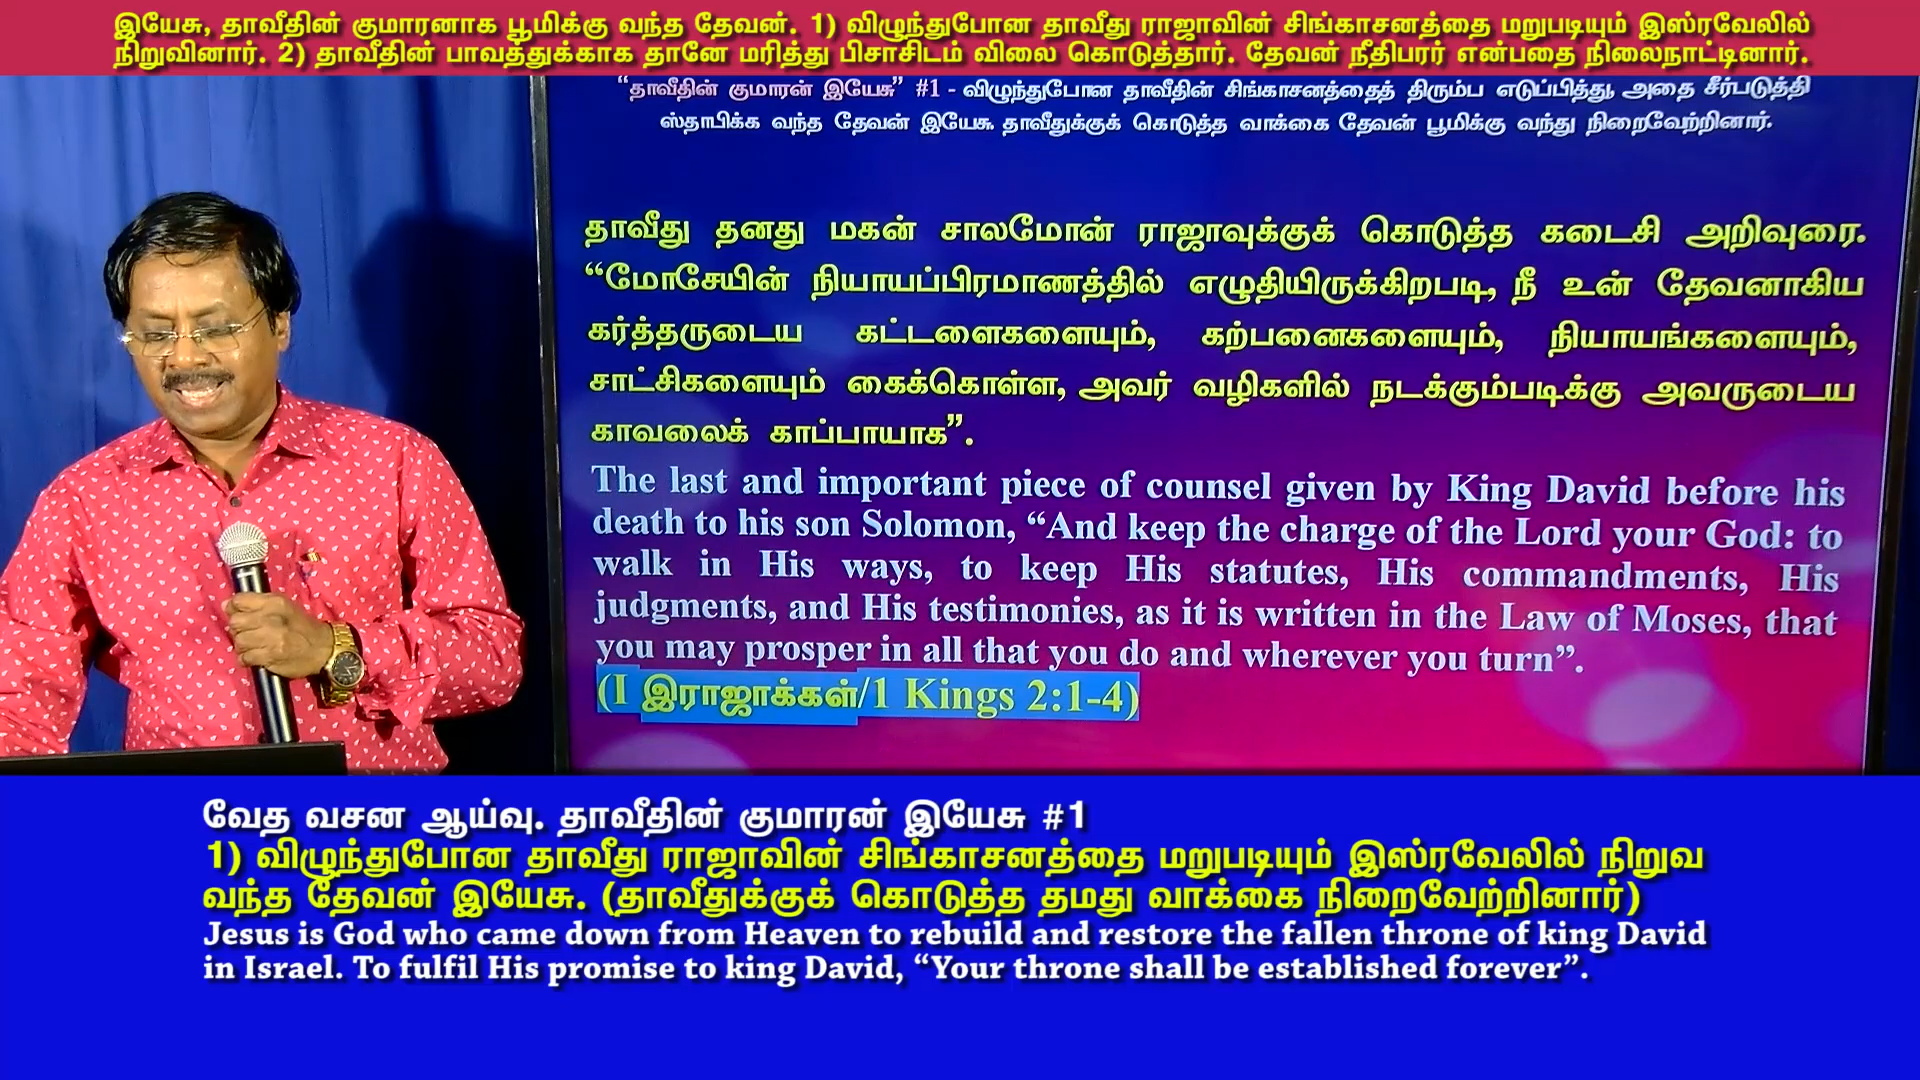 இயேசு, தாவீதின் குமாரனாக பூமிக்கு வந்த தேவன். 1) விழுந்துபோன தாவீது ராஜாவின் சிங்காசனத்தை மறுபடியும் இஸ்ரவேலில்
நிறுவினார். 2) தாவீதின் பாவத்துக்காக தானே மரித்து பிசாசிடம் விலை கொடுத்தார். தேவன் நீதிபரர் என்பதை நிலைநாட்டினார்.
“தாவீதின் குமாரன் இயேசு” #1 - விழுந்துபோன தாவீதின் சிங்காசனத்தைத் திரும்ப எடுப்பித்து, அதை சீர்படுத்தி
ஸ்தாபிக்க வந்த தேவன் இயேசு. தாவீதுக்குக் கொடுத்த வாக்கை தேவன் பூமிக்கு வந்து நிறைவேற்றினார்.
தாவீது தனது மகன் சாலமோன் ராஜாவுக்குக் கொடுத்த கடைசி அறிவுரை.
“மோசேயின் நியாயப்பிரமாணத்தில் எழுதியிருக்கிறபடி, நீ உன் தேவனாகிய
கர்த்தருடைய கட்டளைகளையும், கற்பனைகளையும், நியாயங்களையும்,
சாட்சிகளையும் கைக்கொள்ள, அவர் வழிகளில் நடக்கும்படிக்கு அவருடைய
காவலைக் காப்பாயாக”.
The last and important piece of counsel given by King David before his
death to his son Solomon, “And keep the charge of the Lord your God: to
walk in His ways, to keep His statutes, His commandments, His
judgments, and His testimonies, as it is written in the Law of Moses, that
you may prosper in all that you do and wherever you turn”.
(I இராஜாக்கள்/1 Kings 2:1-4)
வேத வசன ஆய்வு. தாவீதின் குமாரன் இயேசு #1
1) விழுந்துபோன தாவீது ராஜாவின் சிங்காசனத்தை மறுபடியும் இஸ்ரவேலில் நிறுவ
வந்த தேவன் இயேசு. (தாவீதுக்குக் கொடுத்த தமது வாக்கை நிறைவேற்றினார்)
Jesus is God who came down from Heaven to rebuild and restore the fallen throne of king David
in Israel. To fulfil His promise to king David, “Your throne shall be established forever”.